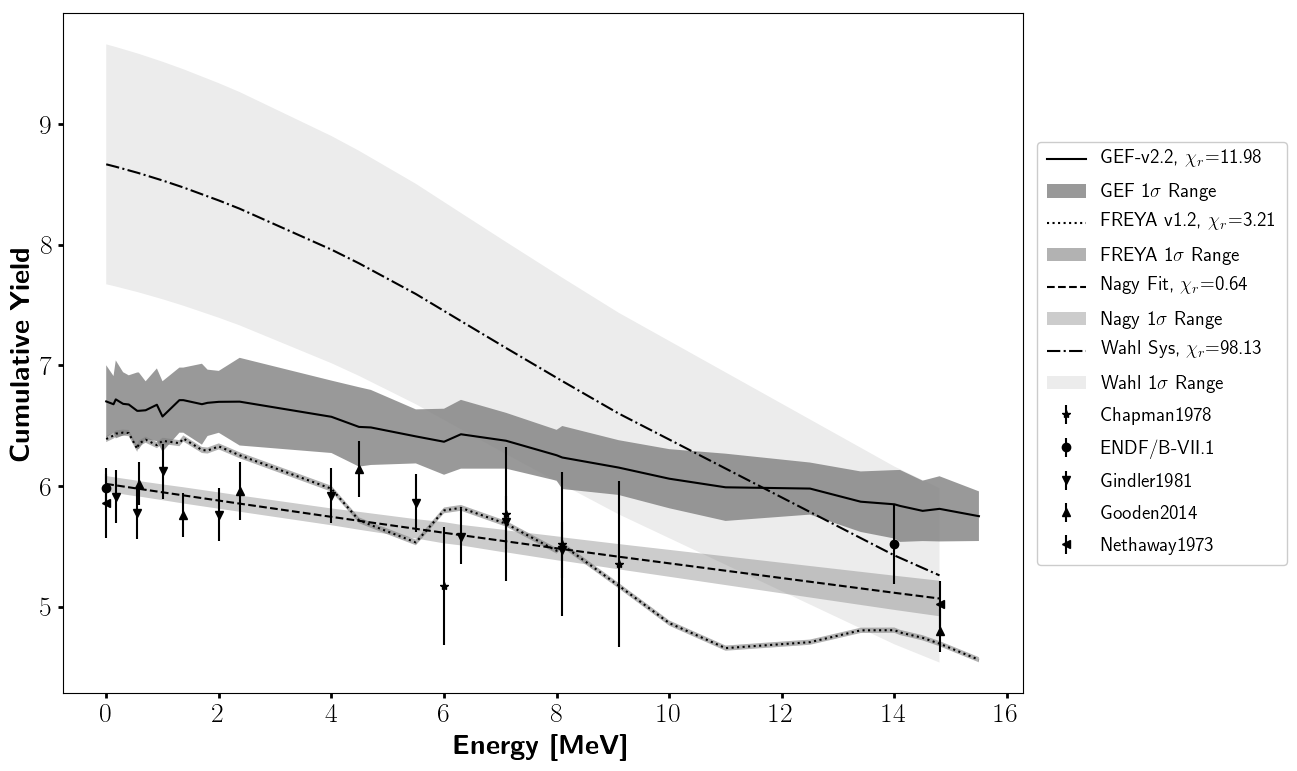 9
8
7
6
5
Cumulative Yield
0 2 4 6 8 10 12 14 16
Energy [MeV]
GEF-v2.2, χr=11.98
GEF 1σ Range
FREYA v1.2, χr=3.21
FREYA 1σ Range
Nagy Fit, χr=0.64
Nagy 1σ Range
Wahl Sys, χr=98.13
Wahl 1σ Range
Chapman1978
ENDF/B-VII.1
Gindler1981
Gooden2014
Nethaway1973